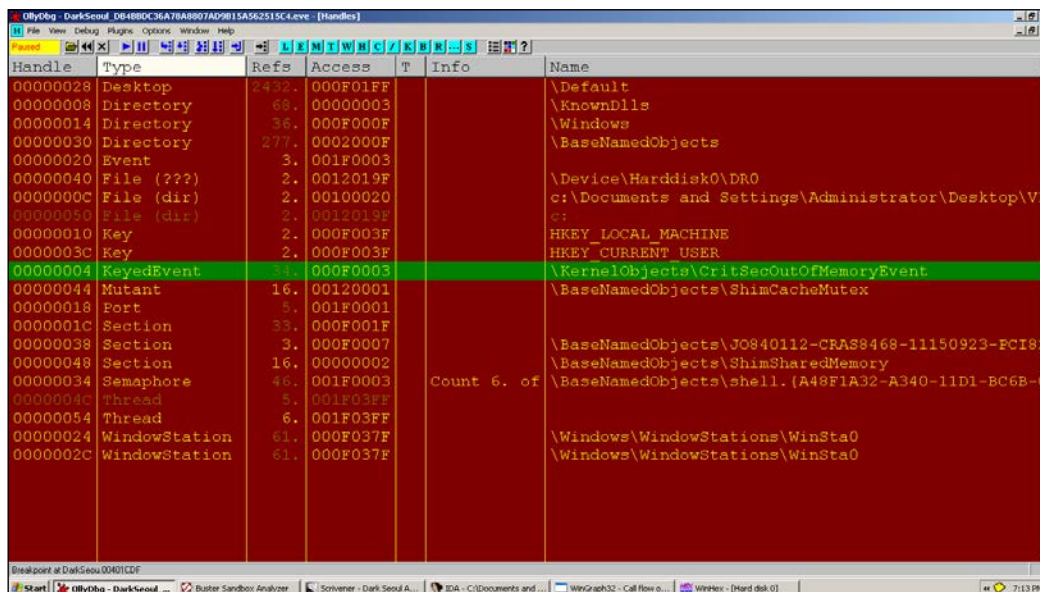 OllyDbg - DarkSeoul_DB4BBDC36A78A8807AD9B15A562515C4.eve - [Handles]
H File View Debug Plugins Options Window Help
Paused L E M T W H C / K B R ... S ?
Handle Type Refs Access T Info Name
00000028 Desktop 2432. 000F01FF \Default
00000008 Directory 68. 00000003 \KnownDlls
00000014 Directory 36. 000F000F \Windows
00000030 Directory 277. 0002000F \BaseNamedObjects
00000020 Event 3. 001F0003
00000040 File (???) 2. 0012019F \Device\Harddisk0\DR0
0000000C File (dir) 2. 00100020 c:\Documents and Settings\Administrator\Desktop\V
00000050 File (dir) 2. 0012019F c:
00000010 Key 2. 000F003F HKEY_LOCAL_MACHINE
0000003C Key 2. 000F003F HKEY_CURRENT_USER
00000004 KeyedEvent 34. 000F0003 \KernelObjects\CritSecOutOfMemoryEvent
00000044 Mutant 16. 00120001 \BaseNamedObjects\ShimCacheMutex
00000018 Port 5. 001F0001
0000001C Section 33. 000F001F
00000038 Section 3. 000F0007 \BaseNamedObjects\JO840112-CRAS8468-11150923-PCI8
00000048 Section 16. 00000002 \BaseNamedObjects\ShimSharedMemory
00000034 Semaphore 46. 001F0003 Count 6. of \BaseNamedObjects\shell.{A48F1A32-A340-11D1-BC6B-
0000004C Thread 5. 001F03FF
00000054 Thread 6. 001F03FF
00000024 WindowStation 61. 000F037F \Windows\WindowStations\WinSta0
0000002C WindowStation 61. 000F037F \Windows\WindowStations\WinSta0
Breakpoint at DarkSeou.00401CDF
Start OllyDbg - DarkSeoul_... Buster Sandbox Analyzer Scrivener - Dark Seoul A... IDA - C:\Documents and ... WinGraph32 - Call flow o... WinHex - [Hard disk 0] 7:13 PM